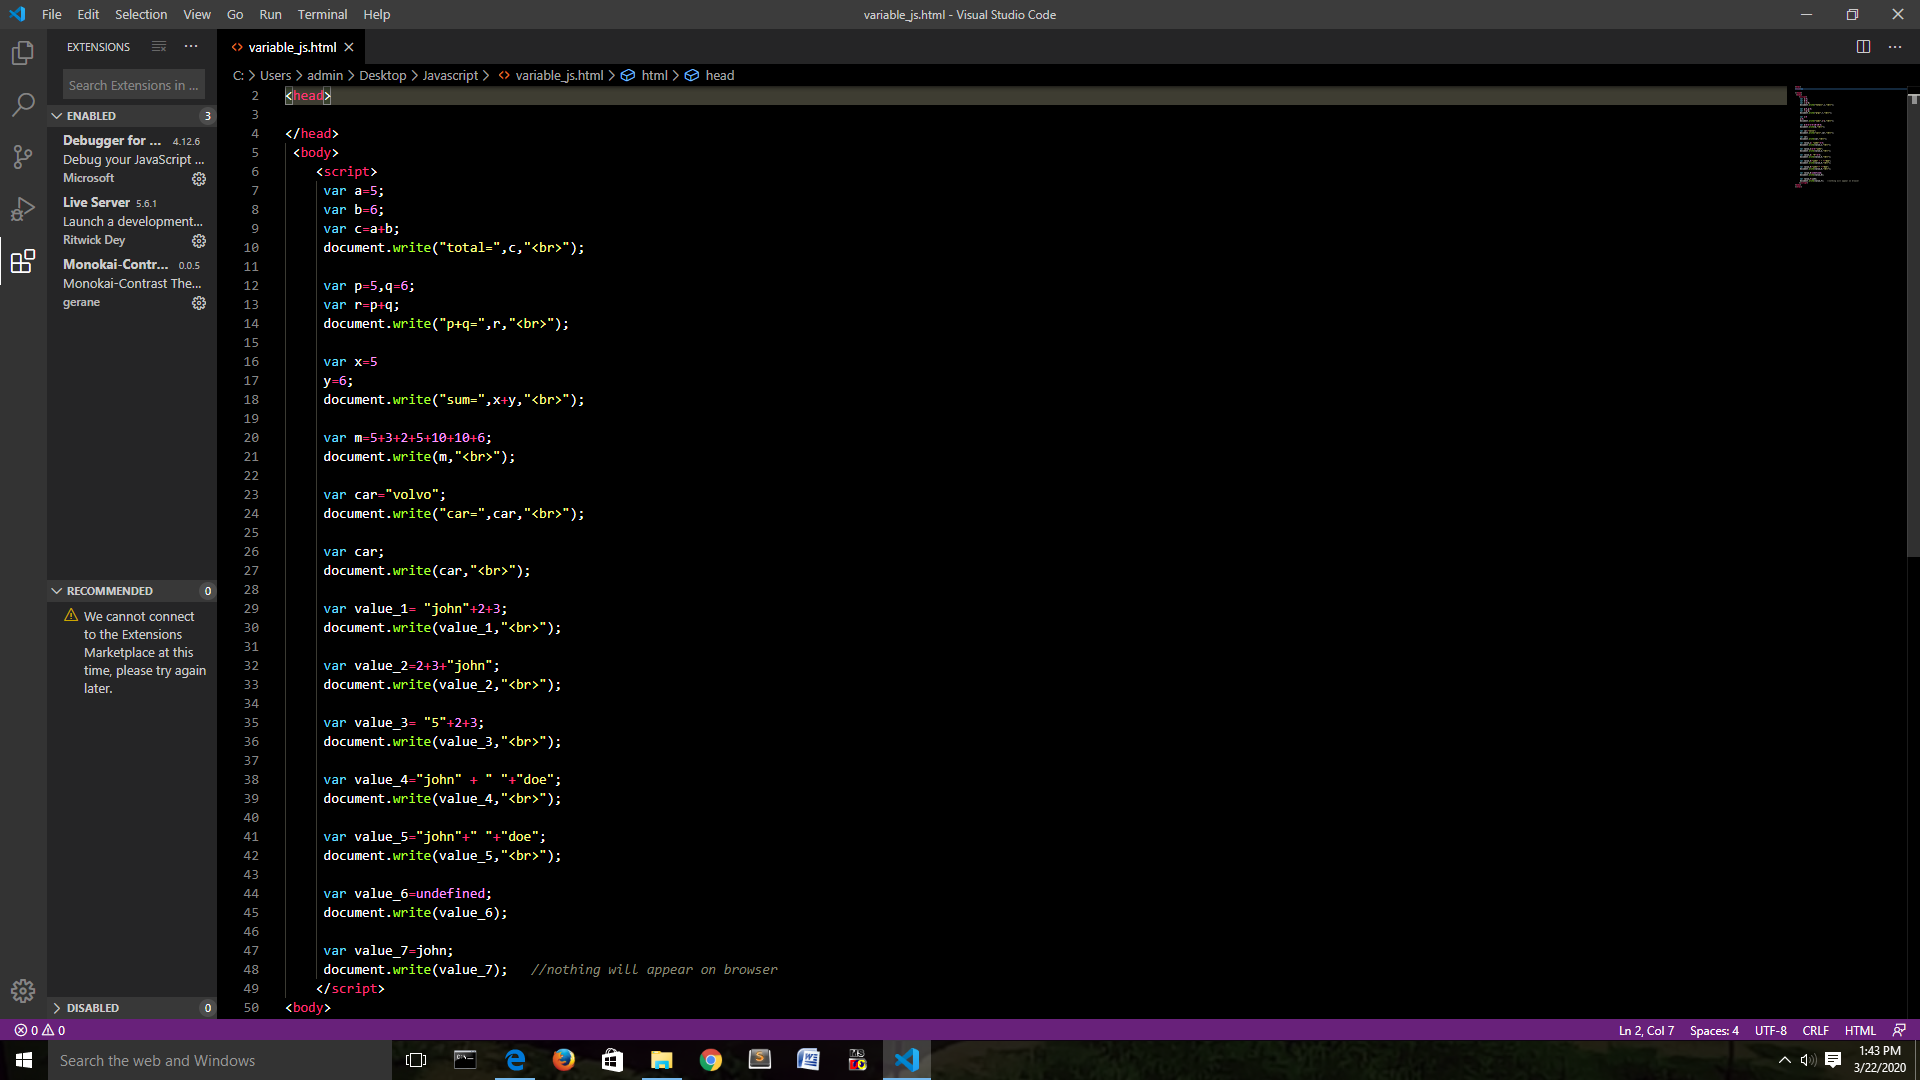 File Edit Selection View Go Run Terminal Help
variable_js.html - Visual Studio Code
EXTENSIONS
variable_js.html
Search Extensions in ...
C: > Users > admin > Desktop > Javascript > variable_js.html > html > head
ENABLED 3
Debugger for ... 4.12.6
Debug your JavaScript ...
Microsoft
Live Server 5.6.1
Launch a development...
Ritwick Dey
Monokai-Contr... 0.0.5
Monokai-Contrast The...
gerane
RECOMMENDED 0
We cannot connect
to the Extensions
Marketplace at this
time, please try again
later.
DISABLED 0
2 <head>
3
4 </head>
5 <body>
6 <script>
7 var a=5;
8 var b=6;
9 var c=a+b;
10 document.write("total=",c,"<br>");
11
12 var p=5,q=6;
13 var r=p+q;
14 document.write("p+q=",r,"<br>");
15
16 var x=5
17 y=6;
18 document.write("sum=",x+y,"<br>");
19
20 var m=5+3+2+5+10+10+6;
21 document.write(m,"<br>");
22
23 var car="volvo";
24 document.write("car=",car,"<br>");
25
26 var car;
27 document.write(car,"<br>");
28
29 var value_1= "john"+2+3;
30 document.write(value_1,"<br>");
31
32 var value_2=2+3+"john";
33 document.write(value_2,"<br>");
34
35 var value_3= "5"+2+3;
36 document.write(value_3,"<br>");
37
38 var value_4="john" + " "+"doe";
39 document.write(value_4,"<br>");
40
41 var value_5="john"+" "+"doe";
42 document.write(value_5,"<br>");
43
44 var value_6=undefined;
45 document.write(value_6);
46
47 var value_7=john;
48 document.write(value_7); //nothing will appear on browser
49 </script>
50 <body>
0 0
Ln 2, Col 7 Spaces: 4 UTF-8 CRLF HTML
Search the web and Windows
1:43 PM
3/22/2020